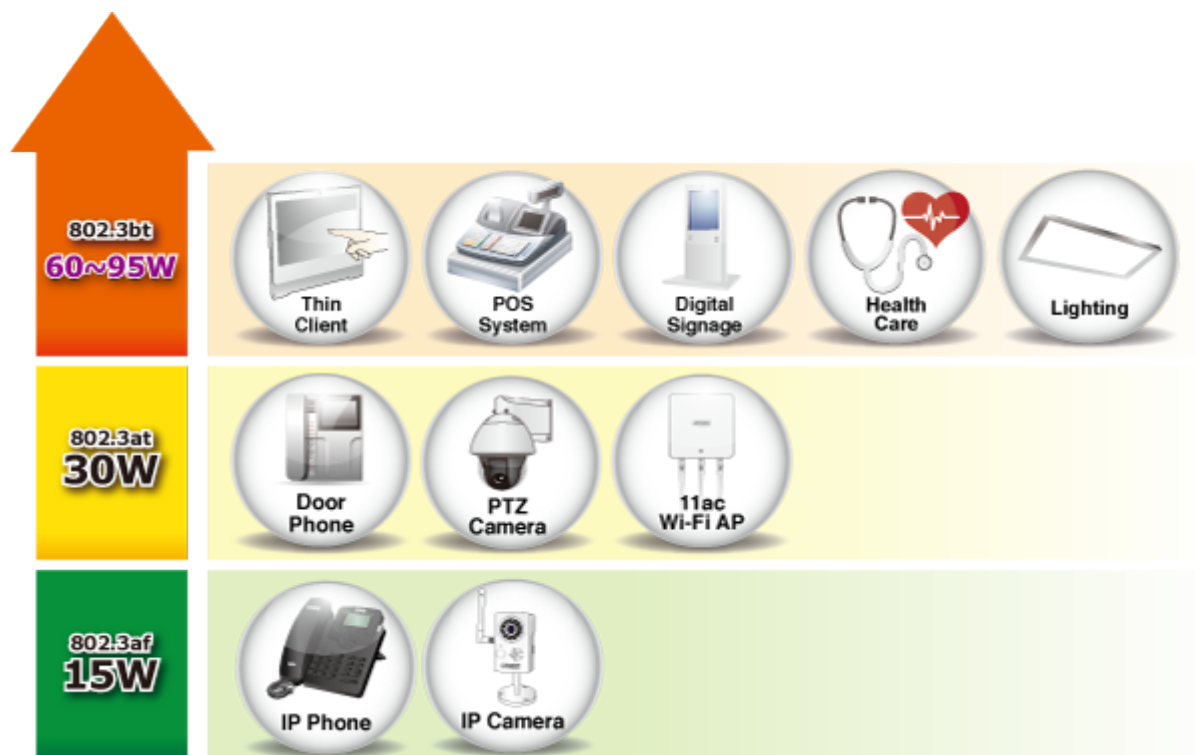 802.3bt
60~95W
Thin
Client
POS
System
Digital
Signage
Health
Care
Lighting
802.3at
30W
Door
Phone
PTZ
Camera
11ac
Wi-Fi AP
802.3af
15W
IP Phone
IP Camera